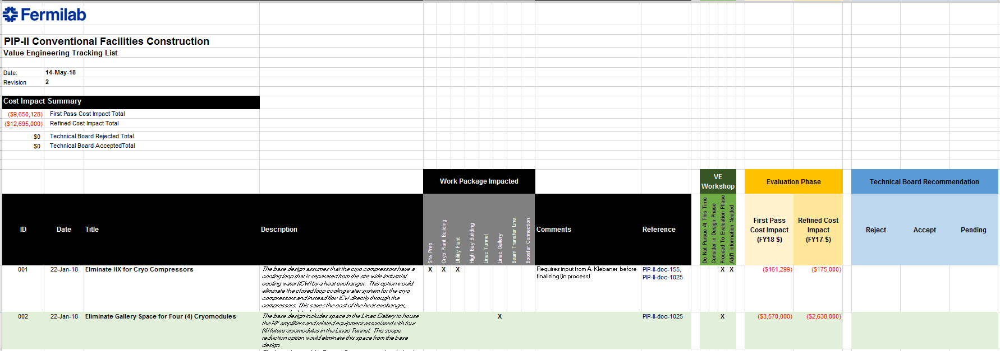 Fermilab
PIP-II Conventional Facilities Construction
Value Engineering Tracking List
Date: 14-May-18
Revision 2
Cost Impact Summary
($9,650,128) First Pass Cost Impact Total
($12,695,000) Refined Cost Impact Total
$0 Technical Board Rejected Total
$0 Technical Board AcceptedTotal
Work Package Impacted
VE
Workshop
Evaluation Phase
Technical Board Recommendation
ID
Date
Title
Description
Site Prep
Cryo Plant Building
Utility Plant
High Bay Building
Linac Tunnel
Linac Gallery
Beam Transfer Line
Booster Connection
Comments
Reference
Do Not Pursue At This Time
Consider in Design Phase
Proceed To Evaluation Phase
Add'l Information Needed
First Pass
Cost Impact
(FY18 $)
Refined Cost
Impact
(FY17 $)
Reject
Accept
Pending
001
22-Jan-18
Elminate HX for Cryo Compressors
The base design assumes that the cryo compressors have a
cooling loop that is separated from the site wide industrial
cooling water (ICW) by a heat exchanger. This option would
eliminate the closed loop cooling water system for the cryo
compressors and instead flow ICW directly through the
compressors. This saves the cost of the heat exchanger,
X X X
Requires input from A. Klebaner before
finalizing (in process)
PIP-II-doc-155,
PIP-II-doc-1025
X X
($161,299)
($175,000)
002
22-Jan-18
Eliminate Gallery Space for Four (4) Cryomodules
The base design includes space in the Linac Gallery to house
the RF amplifiers and related equipment associated with four
(4) future cryomodules in the Linac Tunnel. This scope
reduction option would eliminate this space from the base
design.
X
PIP-II-doc-1025
X
($3,570,000)
($2,638,000)